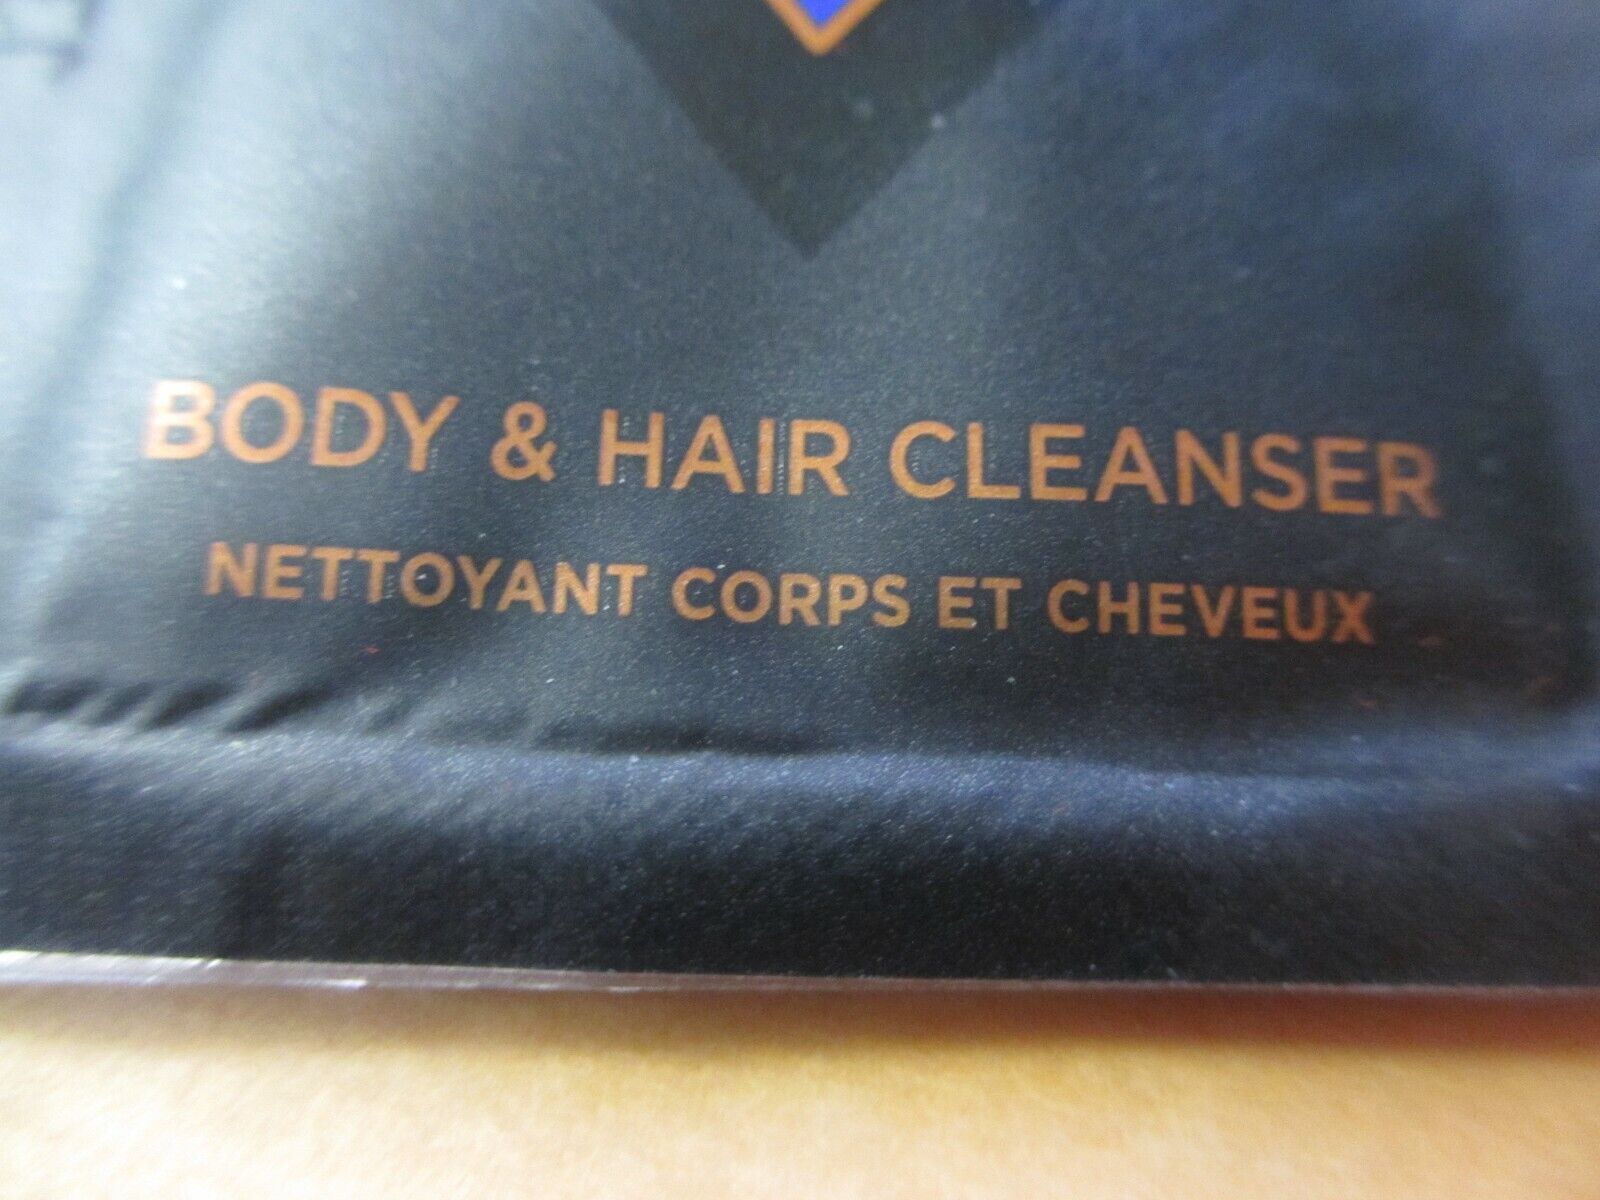 BODY & HAIR CLEANSER
NETTOYANT CORPS ET CHEVEUX